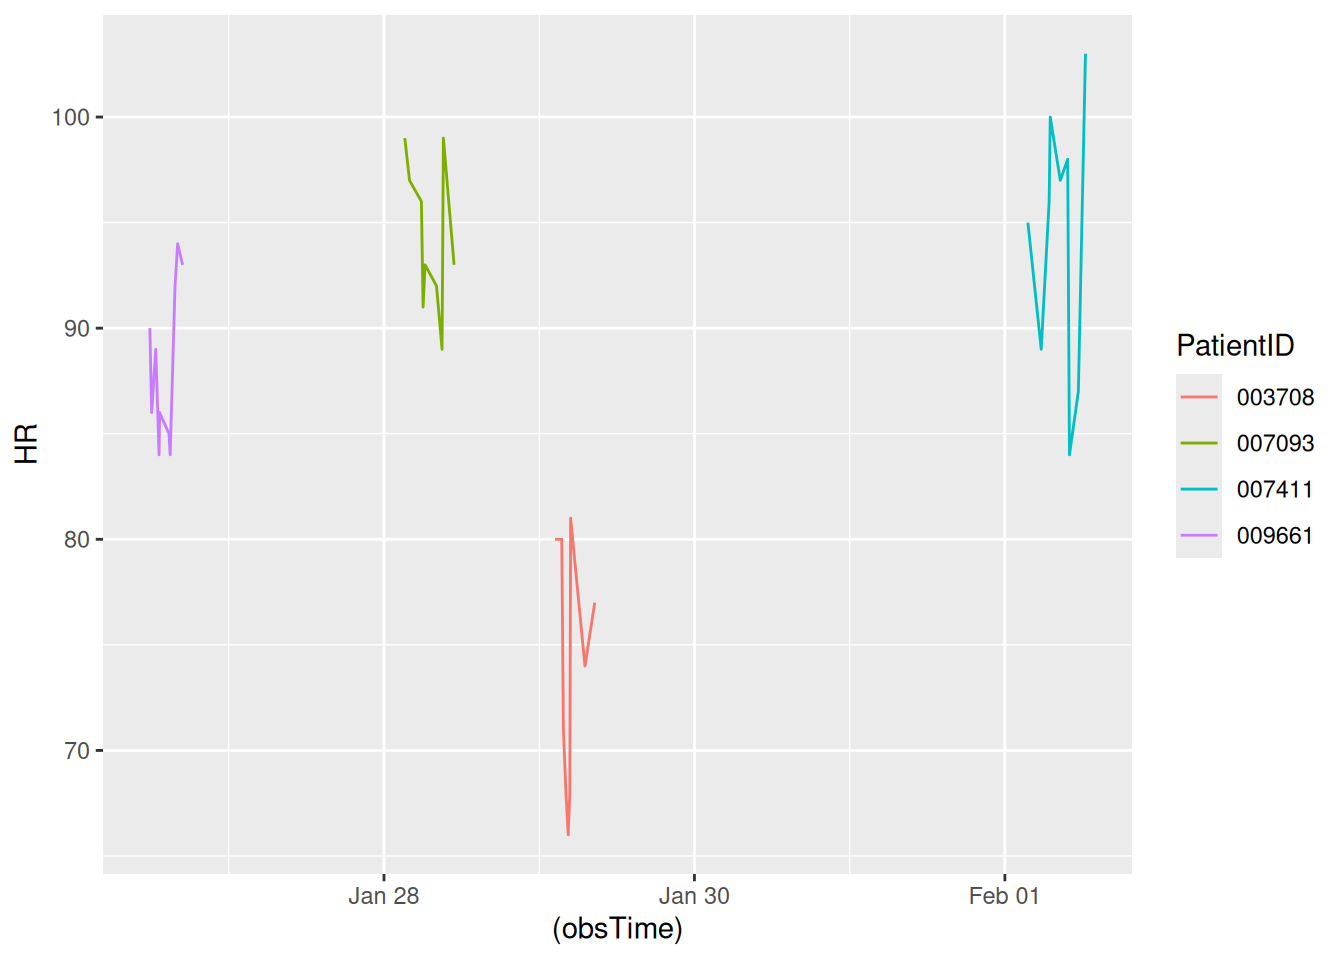 100
90
80
70
HR
Jan 28
Jan 30
Feb 01
(obsTime)
PatientID
003708
007093
007411
009661